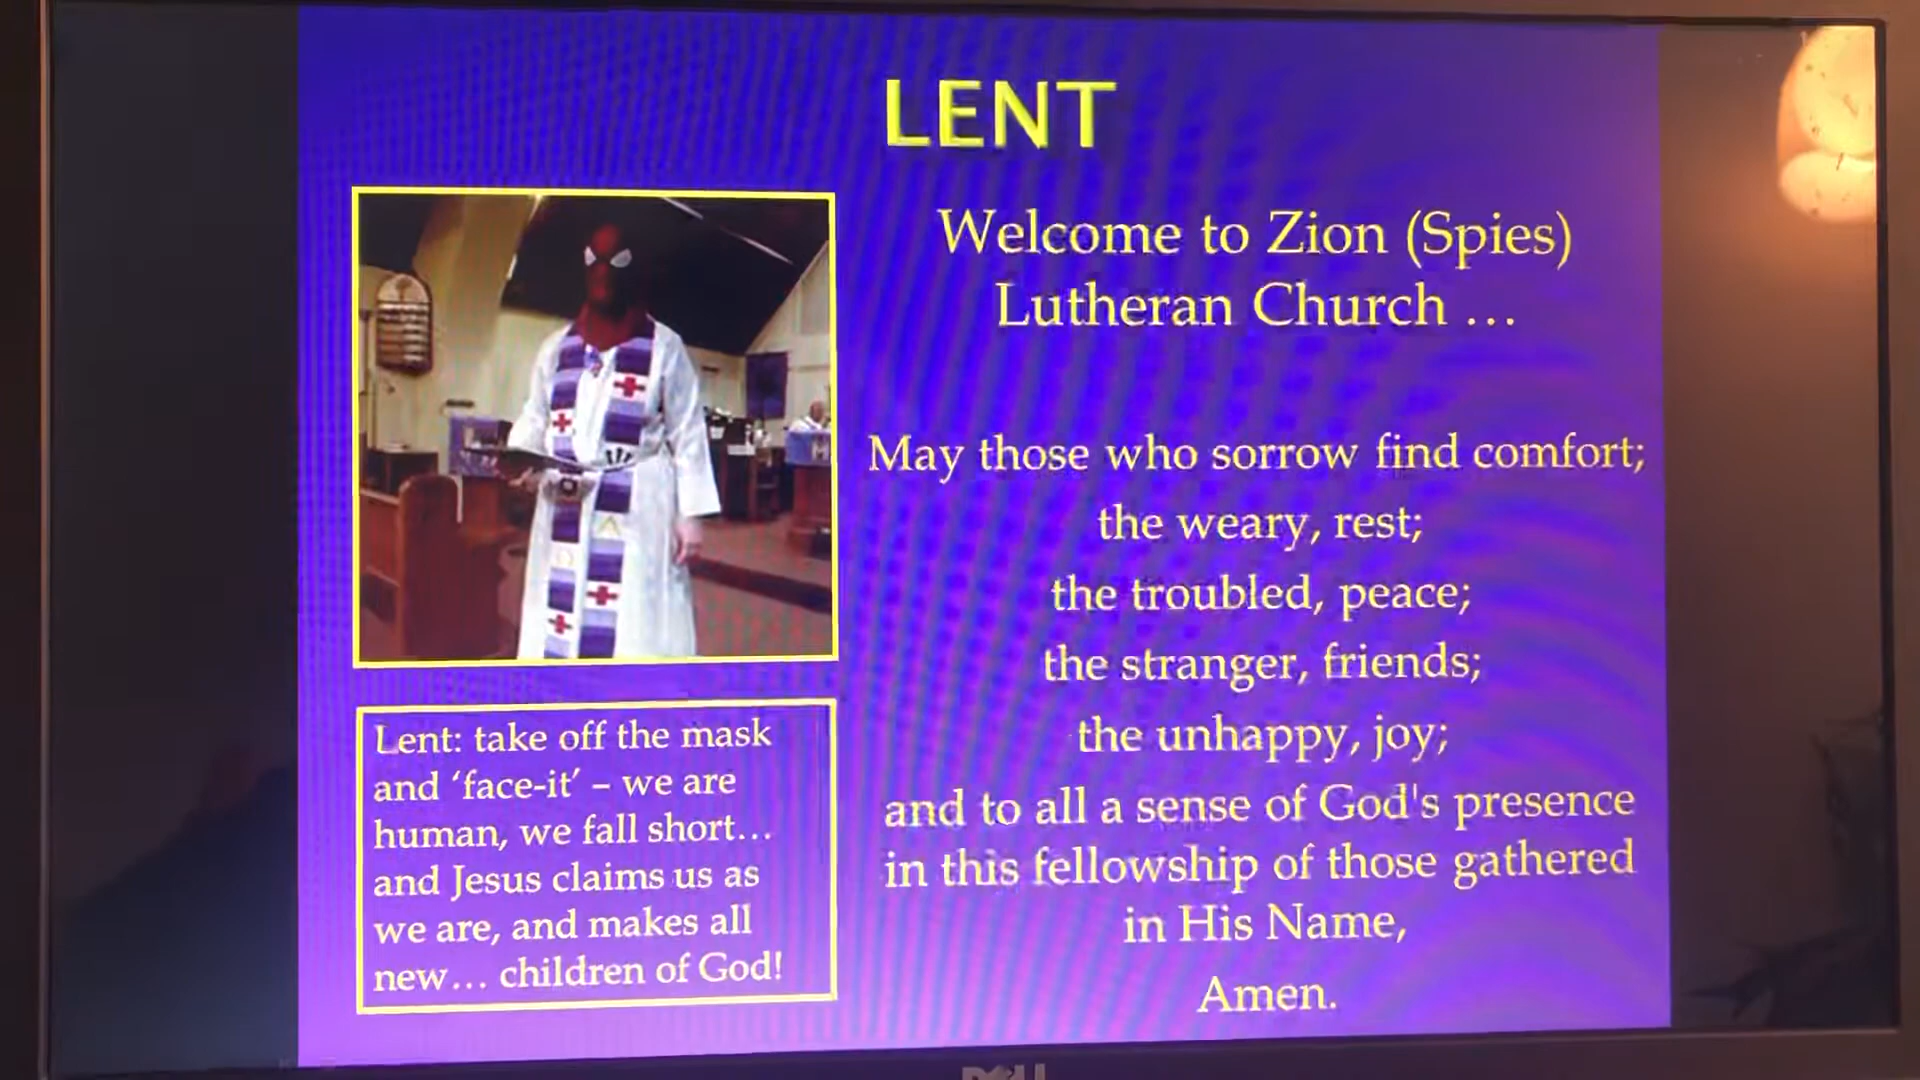 LENT
Welcome to Zion (Spies)
Lutheran Church ...
May those who sorrow find comfort;
the weary, rest;
the troubled, peace;
the stranger, friends;
the unhappy, joy;
and to all a sense of God's presence
in this fellowship of those gathered
in His Name,
Amen.
Lent: take off the mask
and ‘face-it’ – we are
human, we fall short...
and Jesus claims us as
we are, and makes all
new... children of God!
DELL